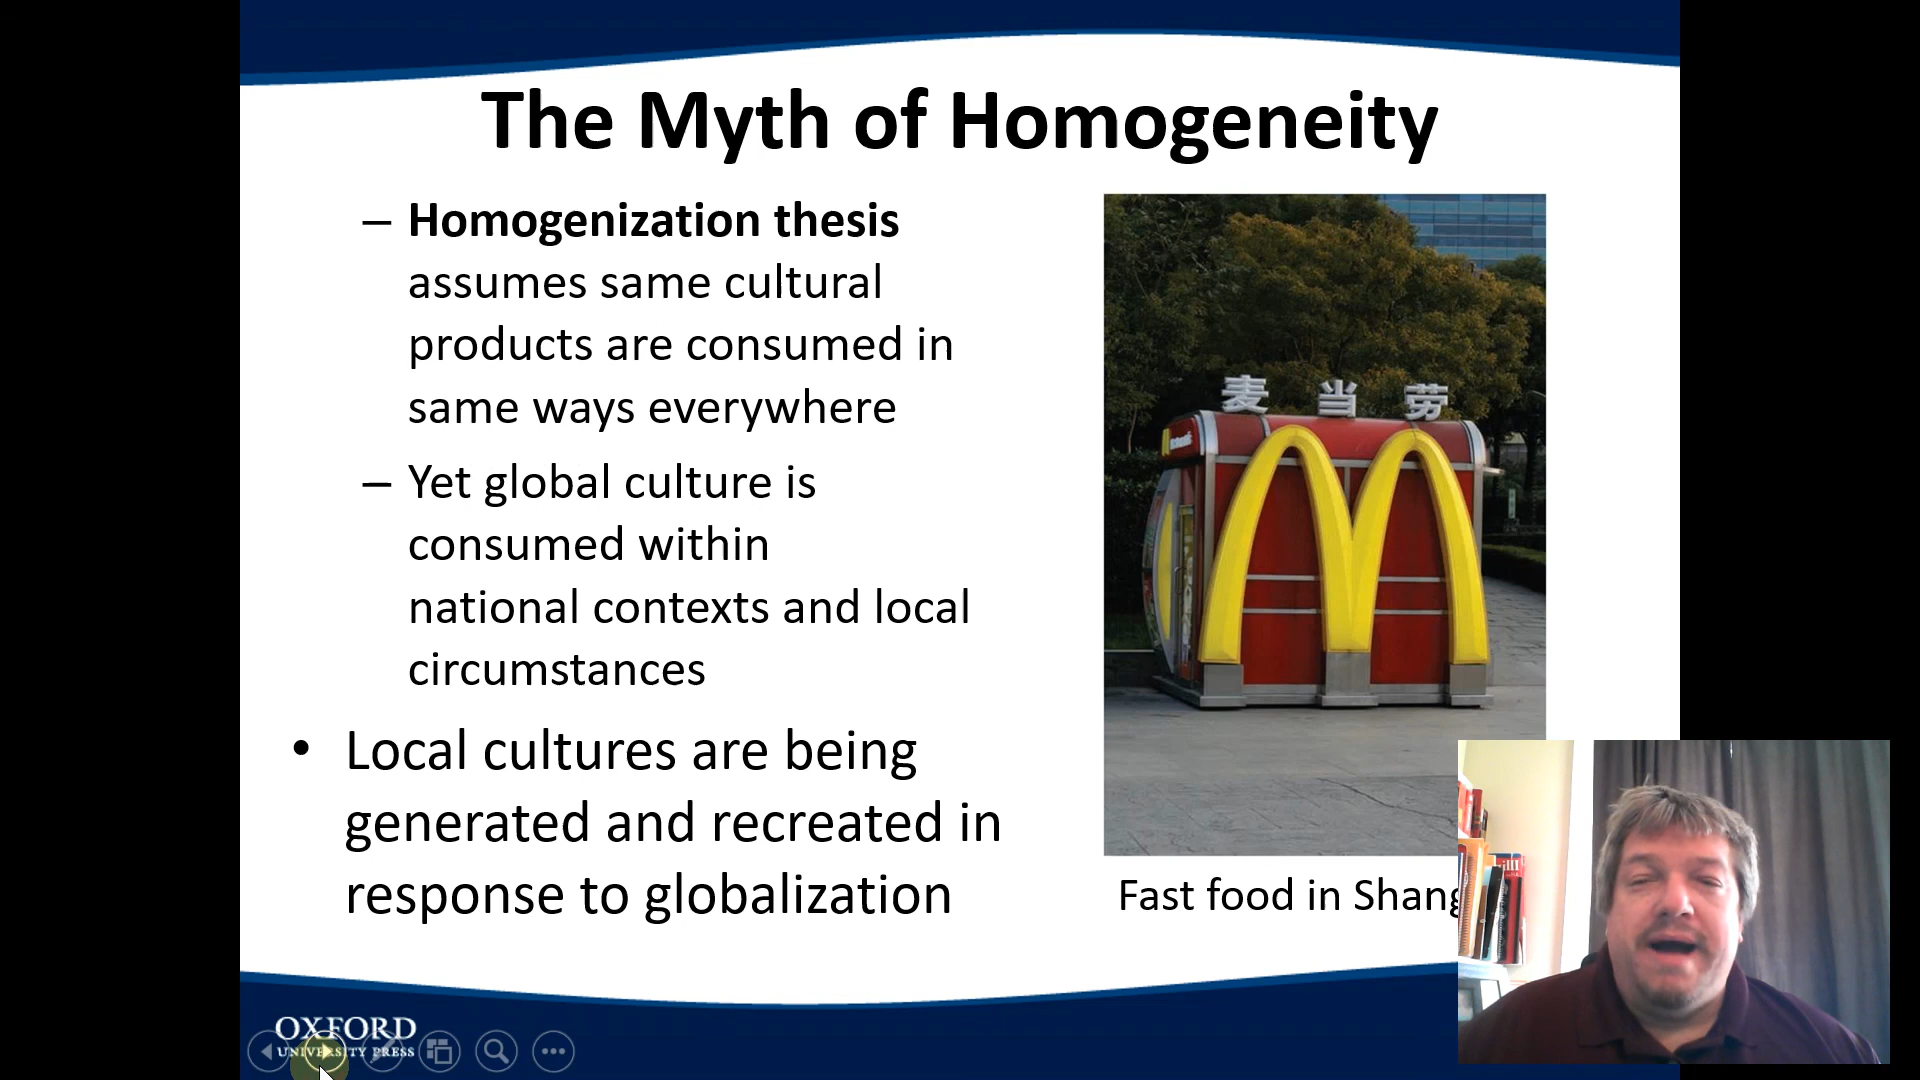 The Myth of Homogeneity
– Homogenization thesis
assumes same cultural
products are consumed in
same ways everywhere
– Yet global culture is
consumed within
national contexts and local
circumstances
• Local cultures are being
generated and recreated in
response to globalization
麦当劳
Fast food in Shang
OXFORD
UNIVERSITY PRESS